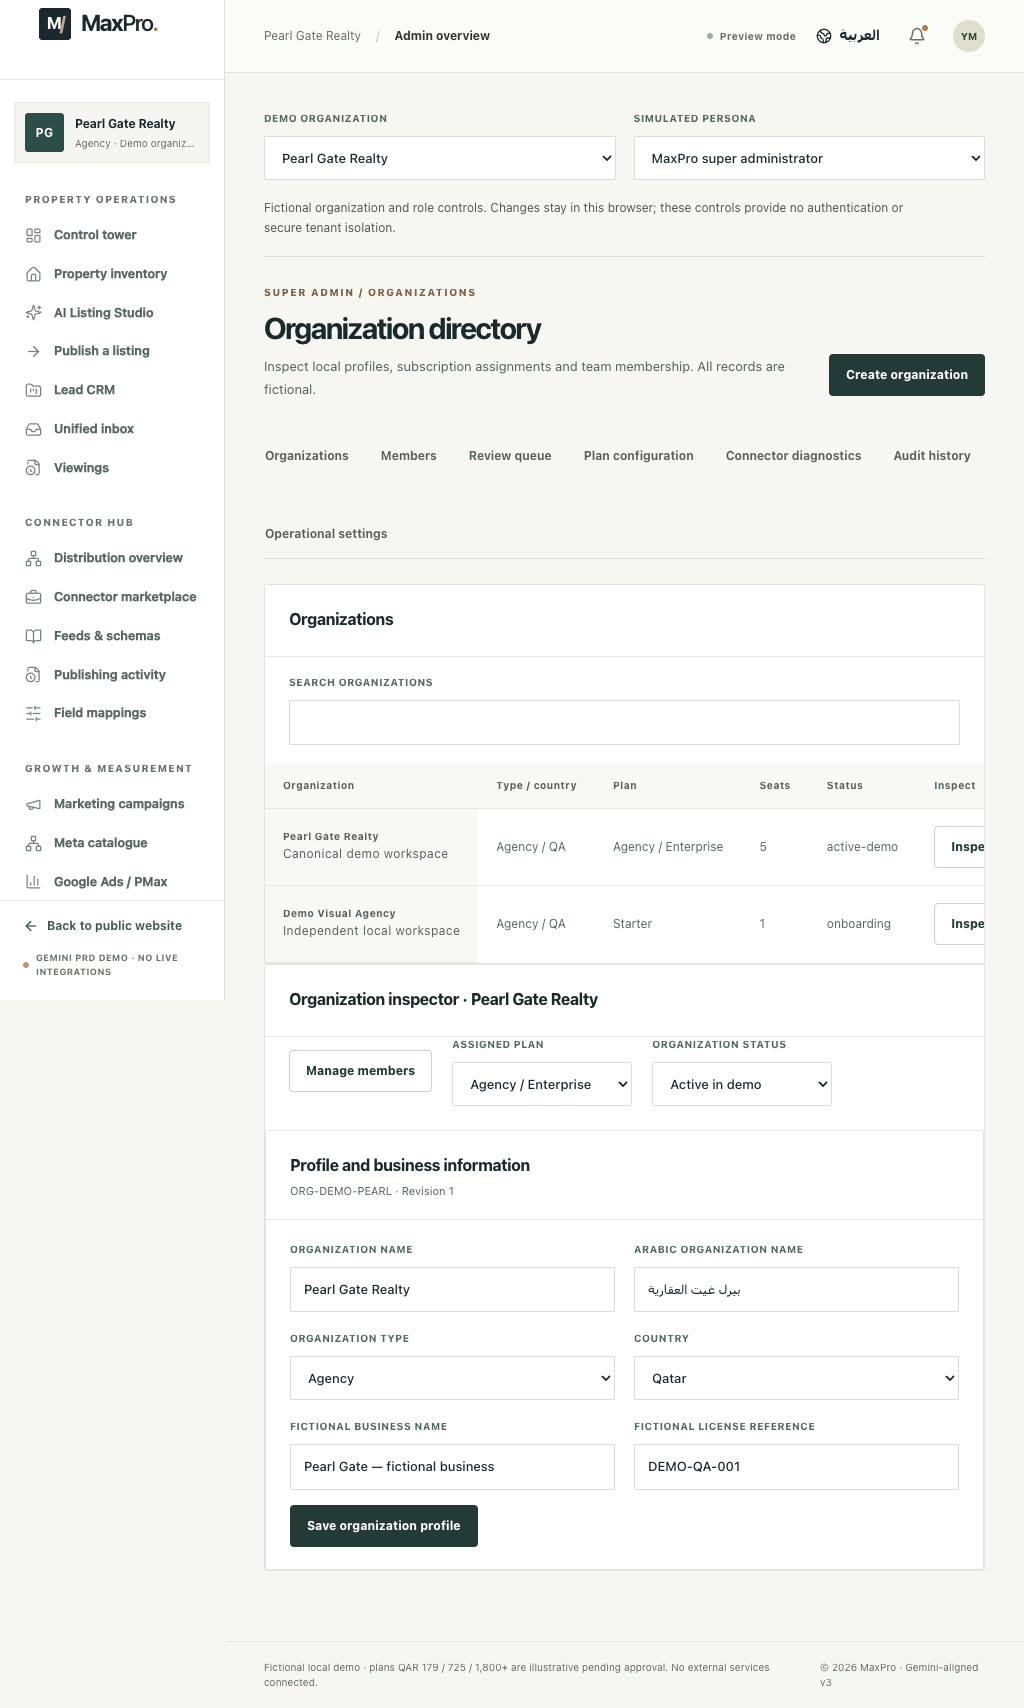 M/ MaxPro.
Pearl Gate Realty / Admin overview
Preview mode
العربية
YM
PG
Pearl Gate Realty
Agency · Demo organiz...
PROPERTY OPERATIONS
Control tower
Property inventory
AI Listing Studio
Publish a listing
Lead CRM
Unified inbox
Viewings
CONNECTOR HUB
Distribution overview
Connector marketplace
Feeds & schemas
Publishing activity
Field mappings
GROWTH & MEASUREMENT
Marketing campaigns
Meta catalogue
Google Ads / PMax
Back to public website
GEMINI PRD DEMO · NO LIVE
INTEGRATIONS
DEMO ORGANIZATION
Pearl Gate Realty
SIMULATED PERSONA
MaxPro super administrator
Fictional organization and role controls. Changes stay in this browser; these controls provide no authentication or
secure tenant isolation.
SUPER ADMIN / ORGANIZATIONS
Organization directory
Inspect local profiles, subscription assignments and team membership. All records are
fictional.
Create organization
Organizations Members Review queue Plan configuration Connector diagnostics Audit history
Operational settings
Organizations
SEARCH ORGANIZATIONS
Organization Type / country Plan Seats Status Inspect
Pearl Gate Realty
Canonical demo workspace
Agency / QA Agency / Enterprise 5 active-demo Inspe
Demo Visual Agency
Independent local workspace
Agency / QA Starter 1 onboarding Inspe
Organization inspector · Pearl Gate Realty
Manage members
ASSIGNED PLAN
Agency / Enterprise
ORGANIZATION STATUS
Active in demo
Profile and business information
ORG-DEMO-PEARL · Revision 1
ORGANIZATION NAME
Pearl Gate Realty
ARABIC ORGANIZATION NAME
بيرل غيت العقارية
ORGANIZATION TYPE
Agency
COUNTRY
Qatar
FICTIONAL BUSINESS NAME
Pearl Gate — fictional business
FICTIONAL LICENSE REFERENCE
DEMO-QA-001
Save organization profile
Fictional local demo · plans QAR 179 / 725 / 1,800+ are illustrative pending approval. No external services
connected.
© 2026 MaxPro · Gemini-aligned
v3